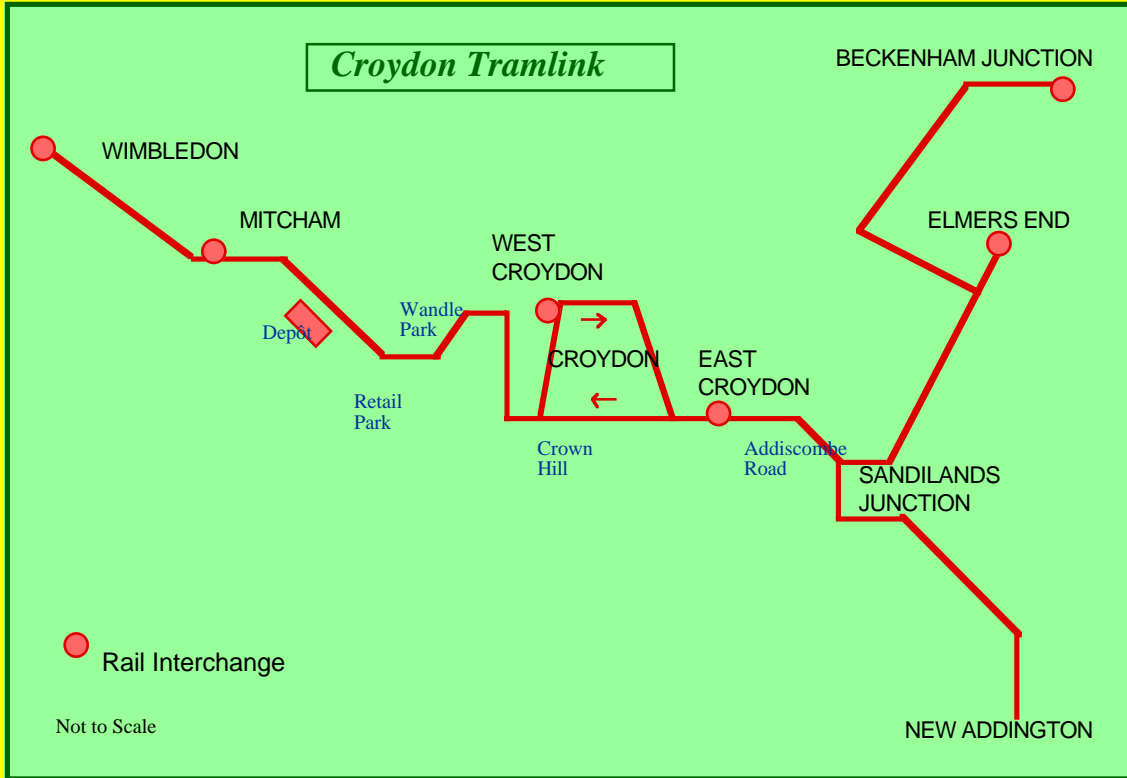 Croydon Tramlink
BECKENHAM JUNCTION
WIMBLEDON
MITCHAM
ELMERS END
WEST
CROYDON
Wandle
Park
Depôt
CROYDON
EAST
CROYDON
Retail
Park
Crown
Hill
Addiscombe
Road
SANDILANDS
JUNCTION
Rail Interchange
Not to Scale
NEW ADDINGTON